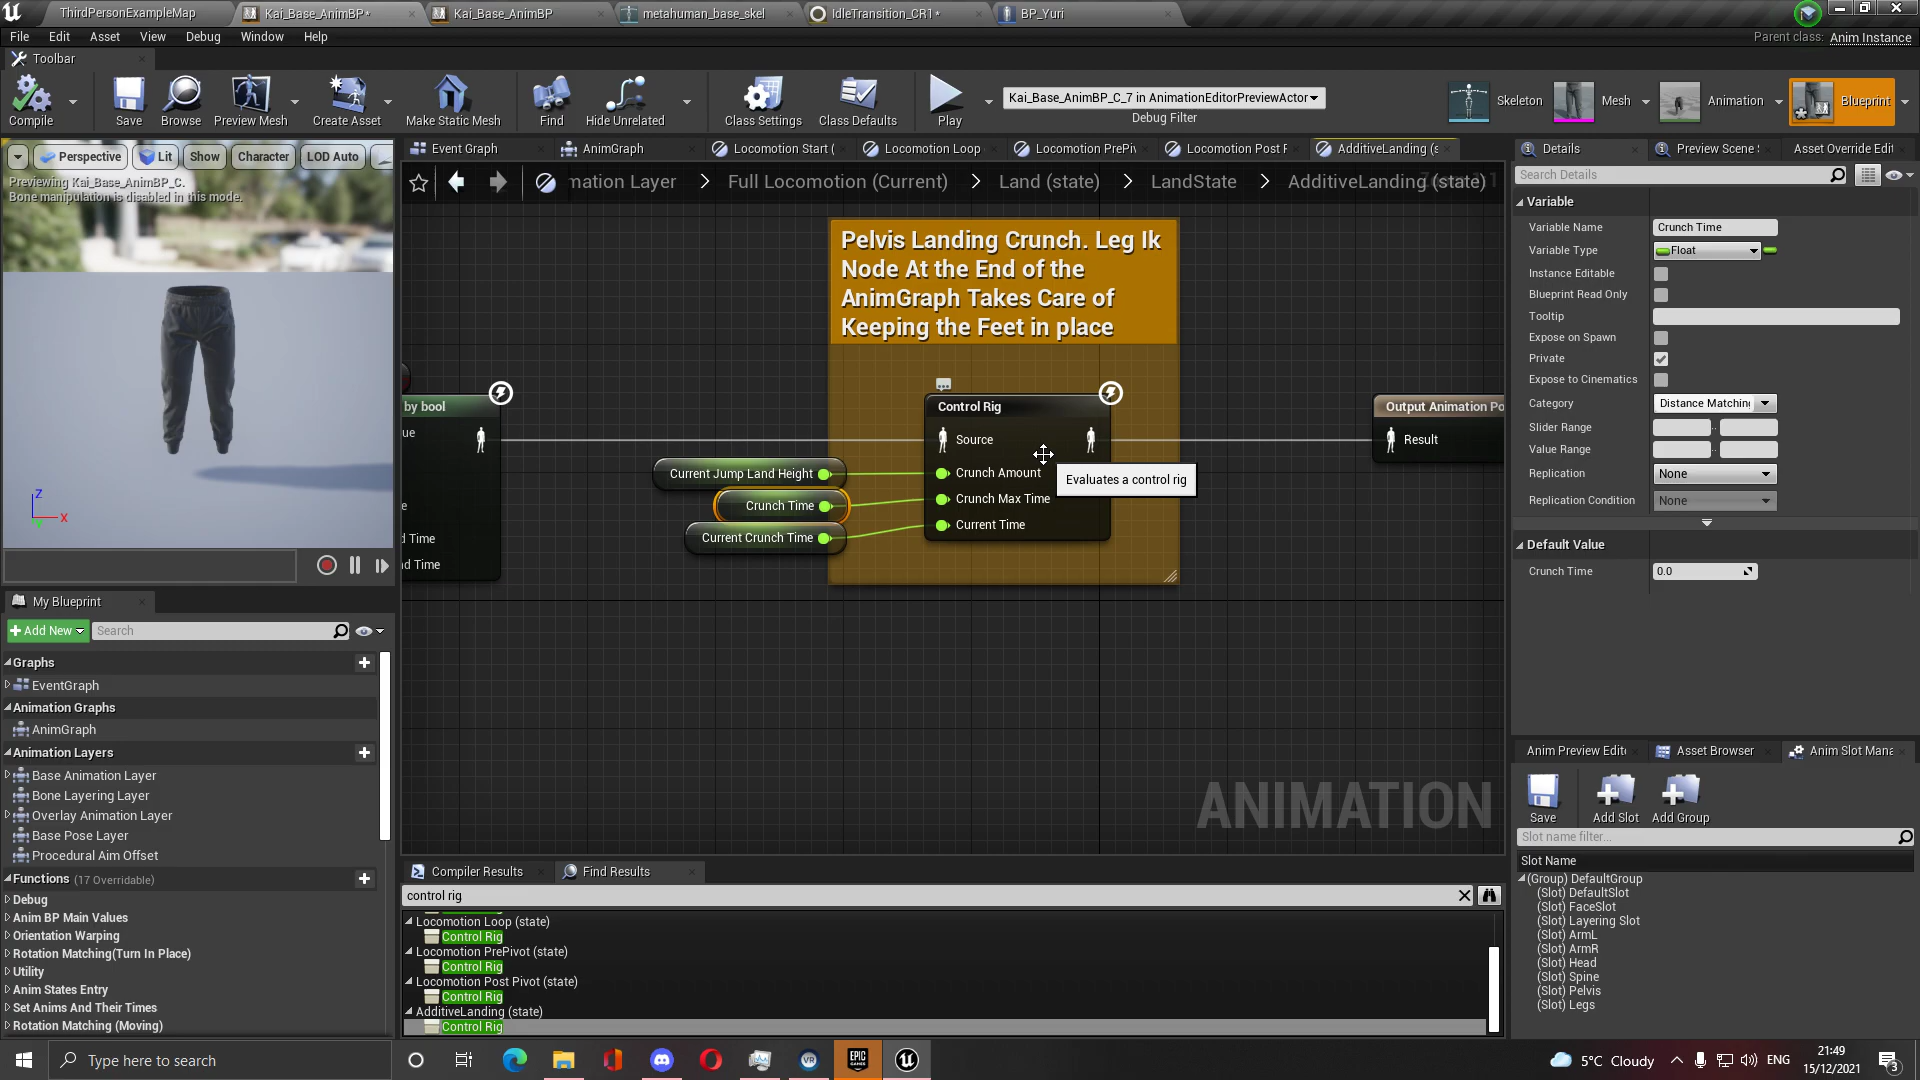 ThirdPersonExampleMap
Kai_Base_AnimBP*
Kai_Base_AnimBP
metahuman_base_skel
IdleTransition_CR1*
BP_Yuri
File Edit Asset View Debug Window Help
Parent class: Anim Instance
Toolbar
Compile
Save
Browse
Preview Mesh
Create Asset
Make Static Mesh
Find
Hide Unrelated
Class Settings
Class Defaults
Play
Kai_Base_AnimBP_C_7 in AnimationEditorPreviewActor
Debug Filter
Skeleton
Mesh
Animation
Blueprint
Perspective
Lit
Show
Character
LOD Auto
Previewing Kai_Base_AnimBP_C.
Bone manipulation is disabled in this mode.
Z
X
Event Graph
AnimGraph
Locomotion Start (
Locomotion Loop
Locomotion PrePiv
Locomotion Post F
AdditiveLanding (s
mation Layer > Full Locomotion (Current) > Land (state) > LandState > AdditiveLanding (state)
Pelvis Landing Crunch. Leg Ik
Node At the End of the
AnimGraph Takes Care of
Keeping the Feet in place
by bool
ue
e
d Time
nd Time
Control Rig
Source
Crunch Amount
Crunch Max Time
Current Time
Evaluates a control rig
Current Jump Land Height
Crunch Time
Current Crunch Time
Output Animation Po
Result
ANIMATION
My Blueprint
Add New
Search
Graphs
EventGraph
Animation Graphs
AnimGraph
Animation Layers
Base Animation Layer
Bone Layering Layer
Overlay Animation Layer
Base Pose Layer
Procedural Aim Offset
Functions (17 Overridable)
Debug
Anim BP Main Values
Orientation Warping
Rotation Matching(Turn In Place)
Utility
Anim States Entry
Set Anims And Their Times
Rotation Matching (Moving)
Compiler Results
Find Results
control rig
Locomotion Loop (state)
Control Rig
Locomotion PrePivot (state)
Control Rig
Locomotion Post Pivot (state)
Control Rig
AdditiveLanding (state)
Control Rig
Details
Preview Scene S
Asset Override Edit
Search Details
Variable
Variable Name Crunch Time
Variable Type Float
Instance Editable
Blueprint Read Only
Tooltip
Expose on Spawn
Private
Expose to Cinematics
Category Distance Matching
Slider Range
Value Range
Replication None
Replication Condition None
Default Value
Crunch Time 0.0
Anim Preview Edit
Asset Browser
Anim Slot Mana
Save
Add Slot
Add Group
Slot name filter...
Slot Name
(Group) DefaultGroup
(Slot) DefaultSlot
(Slot) FaceSlot
(Slot) Layering Slot
(Slot) ArmL
(Slot) ArmR
(Slot) Head
(Slot) Spine
(Slot) Pelvis
(Slot) Legs
Type here to search
EPIC
GAMES
VR
5°C Cloudy
ENG
21:49
15/12/2021
3